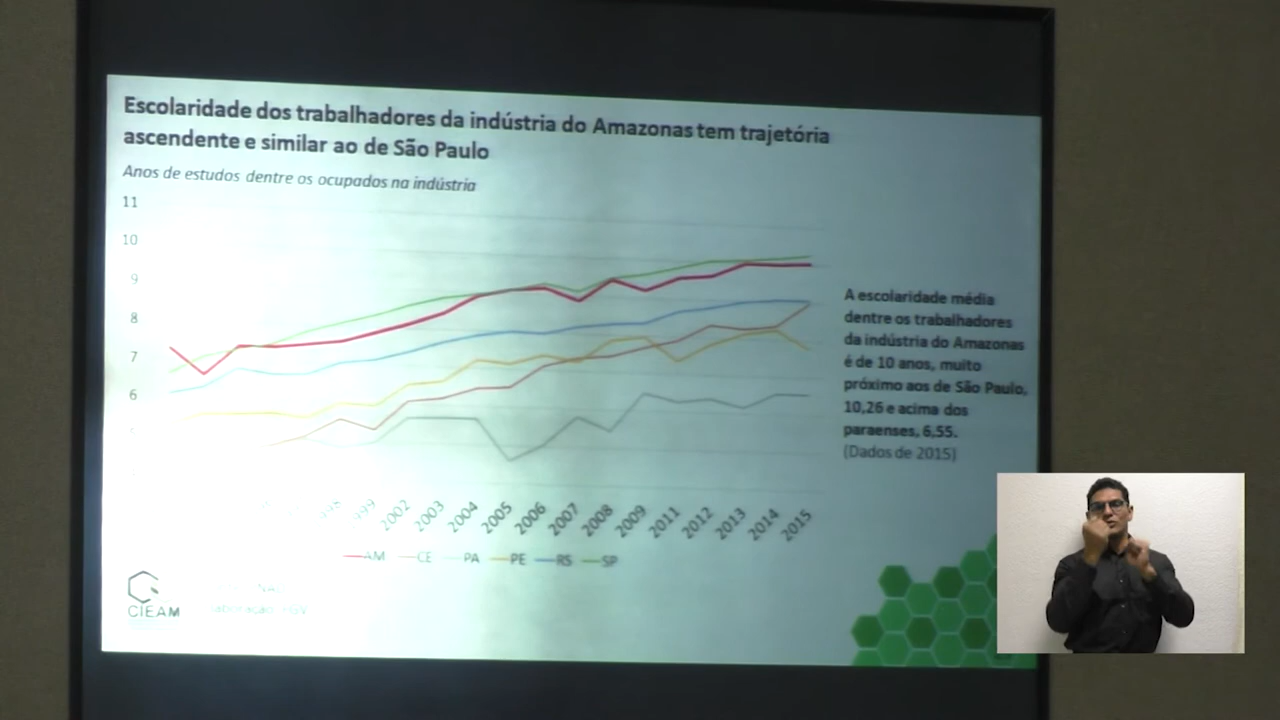 Escolaridade dos trabalhadores da indústria do Amazonas tem trajetória
ascendente e similar ao de São Paulo
Anos de estudos dentre os ocupados na indústria
11
10
9
8
7
6
A escolaridade média
dentre os trabalhadores
da indústria do Amazonas
é de 10 anos, muito
próximo aos de São Paulo,
10,26 e acima dos
paraenses, 6,55.
(Dados de 2015)
2002 2003 2004 2005 2006 2007 2008 2009 2011 2012 2013 2014 2015
AM CE PA PE RS SP
CIEAM